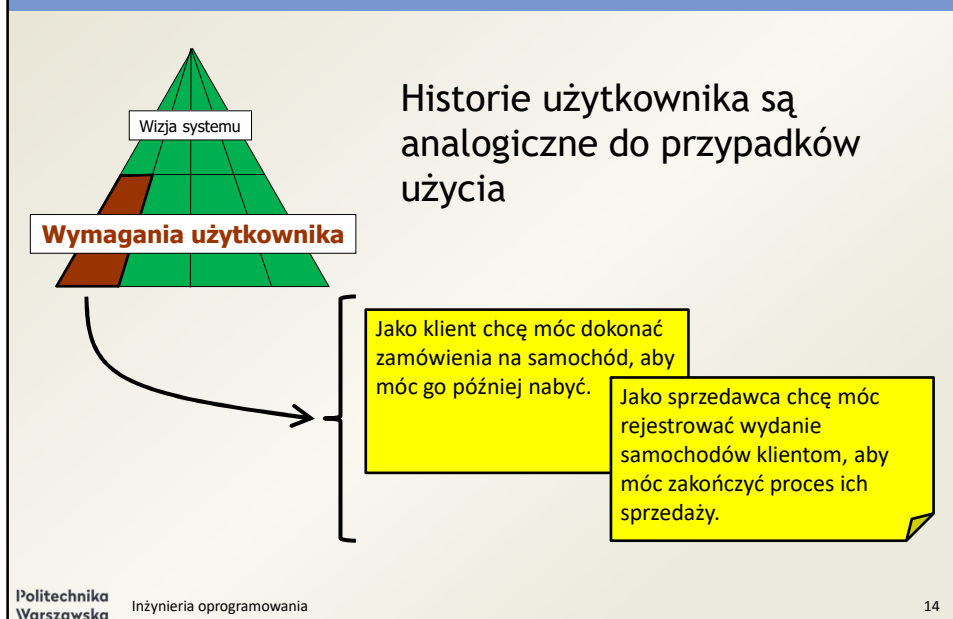 Historie użytkownika są
analogiczne do przypadków
użycia
Wizja systemu
Wymagania użytkownika
Jako klient chcę móc dokonać
zamówienia na samochód, aby
móc go później nabyć.
Jako sprzedawca chcę móc
rejestrować wydanie
samochodów klientom, aby
móc zakończyć proces ich
sprzedaży.
Politechnika
Warszawska
Inżynieria oprogramowania
14